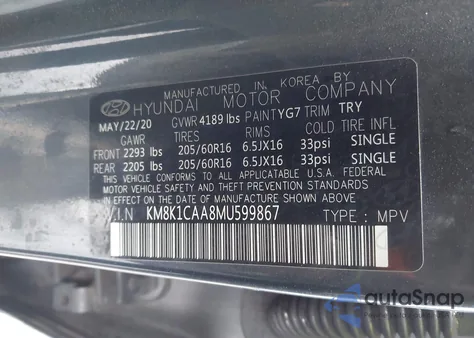 MANUFACTURED IN KOREA BY
HYUNDAI MOTOR COMPANY
MAY/22/20 GVWR 4189 lbs PAINT YG7 TRIM TRY
GAWR TIRES RIMS COLD TIRE INFL
FRONT 2293 lbs 205/60R16 6.5JX16 33psi SINGLE
REAR 2205 lbs 205/60R16 6.5JX16 33psi SINGLE
THIS VEHICLE CONFORMS TO ALL APPLICABLE FEDERAL
MOTOR VEHICLE SAFETY THEFT PREVENTION STANDARDS
IN EFFECT ON THE DATE OF MANUFACTURE SHOWN ABOVE.
V.I.N KM8K1CAA8MU599867 TYPE : MPV
autoSnap